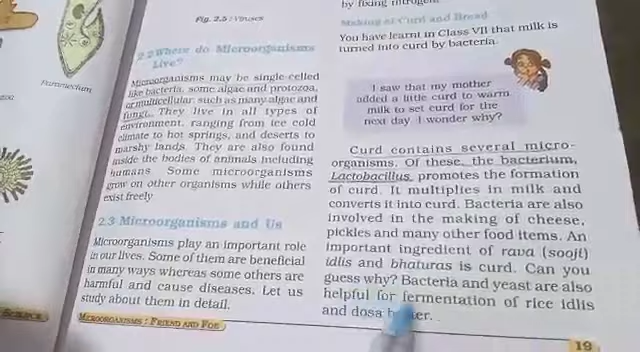 by fixing nitrogen
Fig. 2.5 : Viruses
Paramecium
2.2 Where do Microorganisms
Live?
Microorganisms may be single-celled
like bacteria, some algae and protozoa,
or multicellular, such as many algae and
fungi. They live in all types of
environment, ranging from ice cold
climate to hot springs, and deserts to
marshy lands. They are also found
inside the bodies of animals including
humans. Some microorganisms
grow on other organisms while others
exist freely
2.3 Microorganisms and Us
Microorganisms play an important role
in our lives. Some of them are beneficial
in many ways whereas some others are
harmful and cause diseases. Let us
study about them in detail.
SCIENCE
MICROORGANISMS : FRIEND AND FOE
Making of Curd and Bread
You have learnt in Class VII that milk is
turned into curd by bacteria.
I saw that my mother
added a little curd to warm
milk to set curd for the
next day. I wonder why?
Curd contains several micro-
organisms. Of these, the bacterium,
Lactobacillus promotes the formation
of curd. It multiplies in milk and
converts it into curd. Bacteria are also
involved in the making of cheese,
pickles and many other food items. An
important ingredient of rava (sooji)
idlis and bhaturas is curd. Can you
guess why? Bacteria and yeast are also
helpful for fermentation of rice idlis
and dosa
19